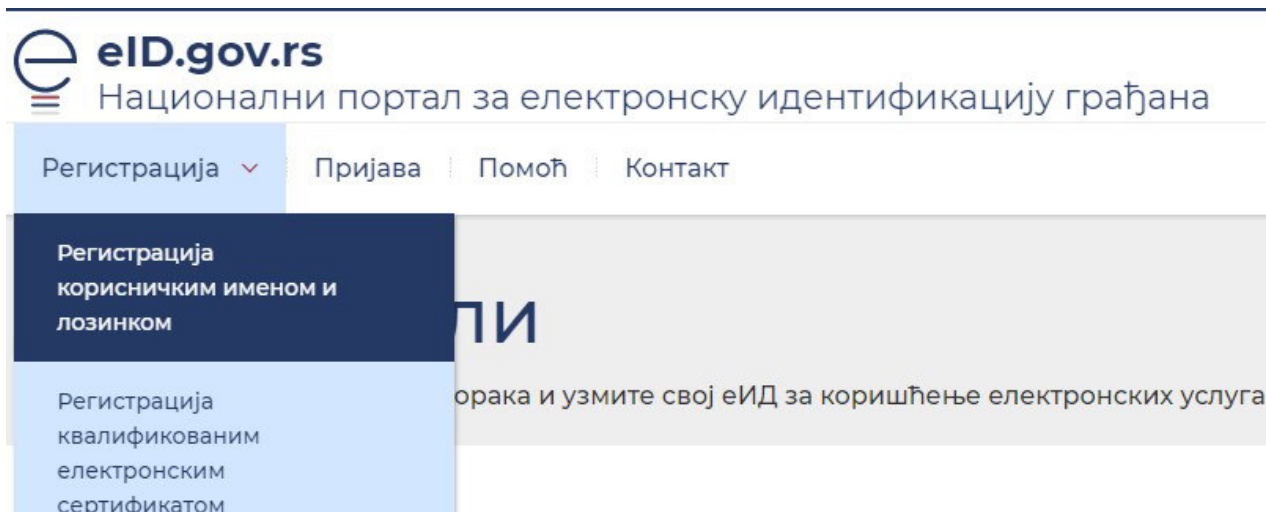 eID.gov.rs
Национални портал за електронску идентификацију грађана
Регистрација Пријава Помоћ Контакт
Регистрација
корисничким именом и
лозинком
ли
орака и узмите свој еИД за коришћење електронских услуга
Регистрација
квалификованим
електронским
сертификатом